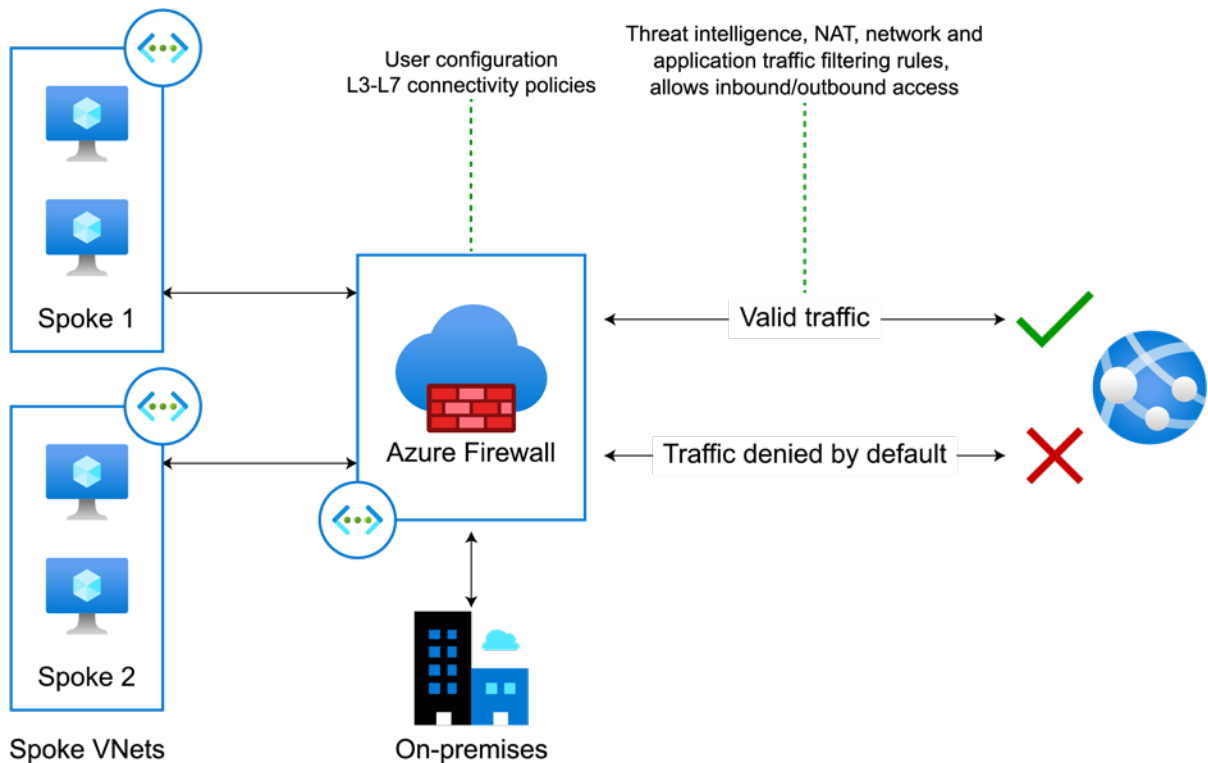 User configuration
L3-L7 connectivity policies
Threat intelligence, NAT, network and
application traffic filtering rules,
allows inbound/outbound access
Spoke 1
Valid traffic
Azure Firewall
Traffic denied by default
Spoke 2
Spoke VNets
On-premises